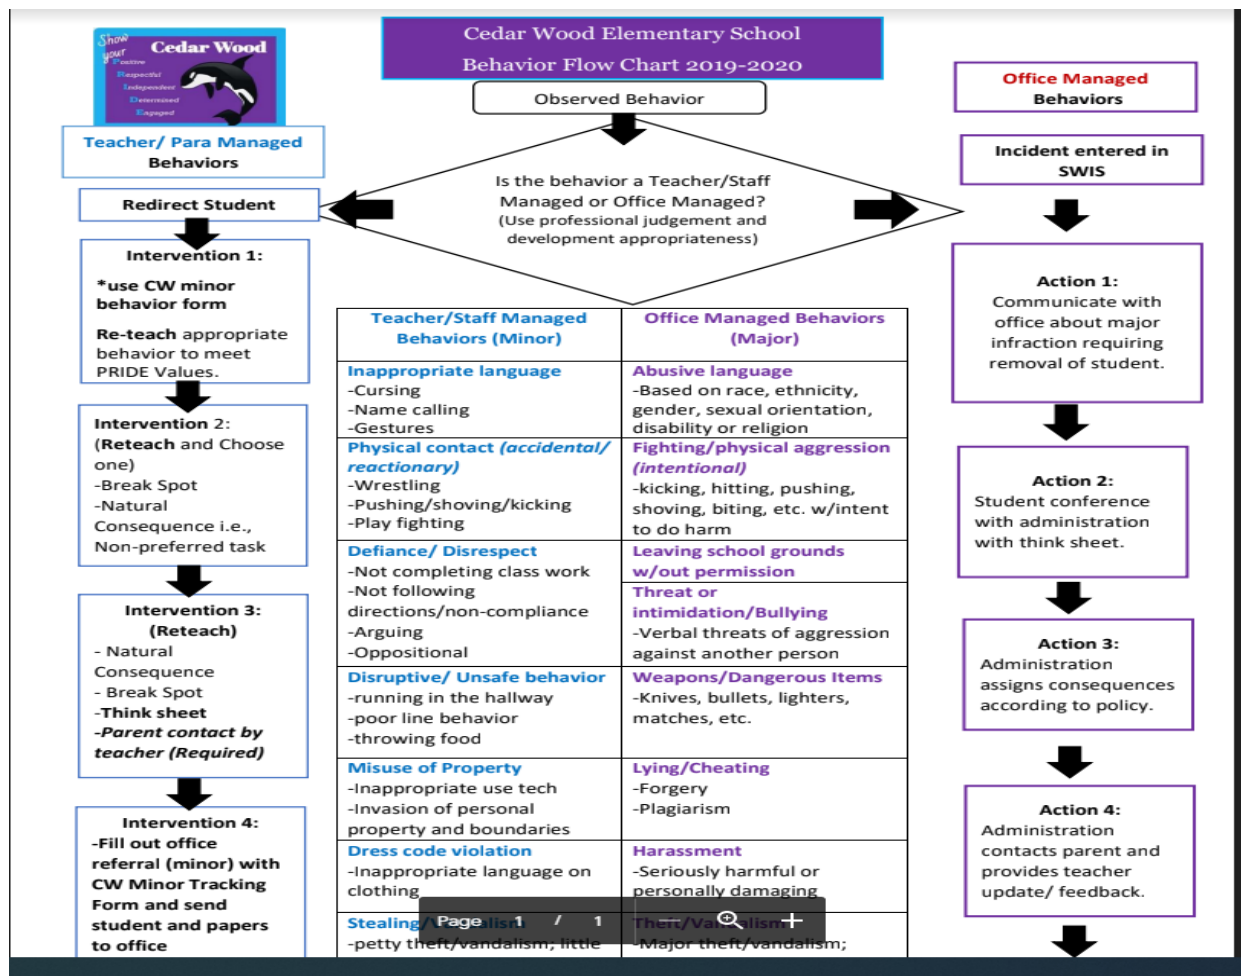 Show
your
Cedar Wood
Positive
Respectful
Independent
Determined
Engaged
Cedar Wood Elementary School
Behavior Flow Chart 2019-2020
Observed Behavior
Is the behavior a Teacher/Staff
Managed or Office Managed?
(Use professional judgement and
development appropriateness)
Teacher/ Para Managed
Behaviors
Redirect Student
Intervention 1:
*use CW minor
behavior form
Re-teach appropriate
behavior to meet
PRIDE Values.
Intervention 2:
(Reteach and Choose
one)
-Break Spot
-Natural
Consequence i.e.,
Non-preferred task
Intervention 3:
(Reteach)
- Natural
Consequence
- Break Spot
-Think sheet
-Parent contact by
teacher (Required)
Intervention 4:
-Fill out office
referral (minor) with
CW Minor Tracking
Form and send
student and papers
to office
Teacher/Staff Managed
Behaviors (Minor)
Office Managed Behaviors
(Major)
Inappropriate language
-Cursing
-Name calling
-Gestures
Abusive language
-Based on race, ethnicity,
gender, sexual orientation,
disability or religion
Physical contact (accidental/
reactionary)
-Wrestling
-Pushing/shoving/kicking
-Play fighting
Fighting/physical aggression
(intentional)
-kicking, hitting, pushing,
shoving, biting, etc. w/intent
to do harm
Defiance/ Disrespect
-Not completing class work
-Not following
directions/non-compliance
-Arguing
-Oppositional
Leaving school grounds
w/out permission
Threat or
intimidation/Bullying
-Verbal threats of aggression
against another person
Disruptive/ Unsafe behavior
-running in the hallway
-poor line behavior
-throwing food
Weapons/Dangerous Items
-Knives, bullets, lighters,
matches, etc.
Misuse of Property
-Inappropriate use tech
-Invasion of personal
property and boundaries
Lying/Cheating
-Forgery
-Plagiarism
Dress code violation
-Inappropriate language on
clothing
Harassment
-Seriously harmful or
personally damaging
Stealing/Vandalism
-petty theft/vandalism; little
Theft/Vandalism
-Major theft/vandalism;
Page 1 / 1
Office Managed
Behaviors
Incident entered in
SWIS
Action 1:
Communicate with
office about major
infraction requiring
removal of student.
Action 2:
Student conference
with administration
with think sheet.
Action 3:
Administration
assigns consequences
according to policy.
Action 4:
Administration
contacts parent and
provides teacher
update/ feedback.